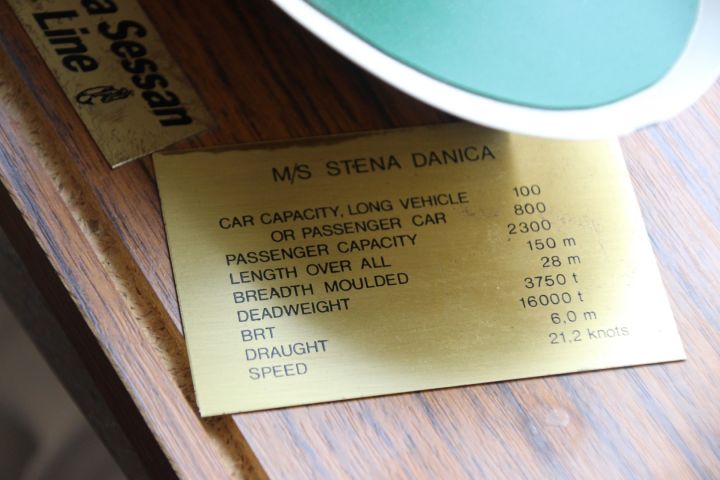 a Sessan
Line
M/S STENA DANICA
CAR CAPACITY, LONG VEHICLE 100
OR PASSENGER CAR 800
PASSENGER CAPACITY 2300
LENGTH OVER ALL 150 m
BREADTH MOULDED 28 m
DEADWEIGHT 3750 t
BRT 16000 t
DRAUGHT 6,0 m
SPEED 21,2 knots